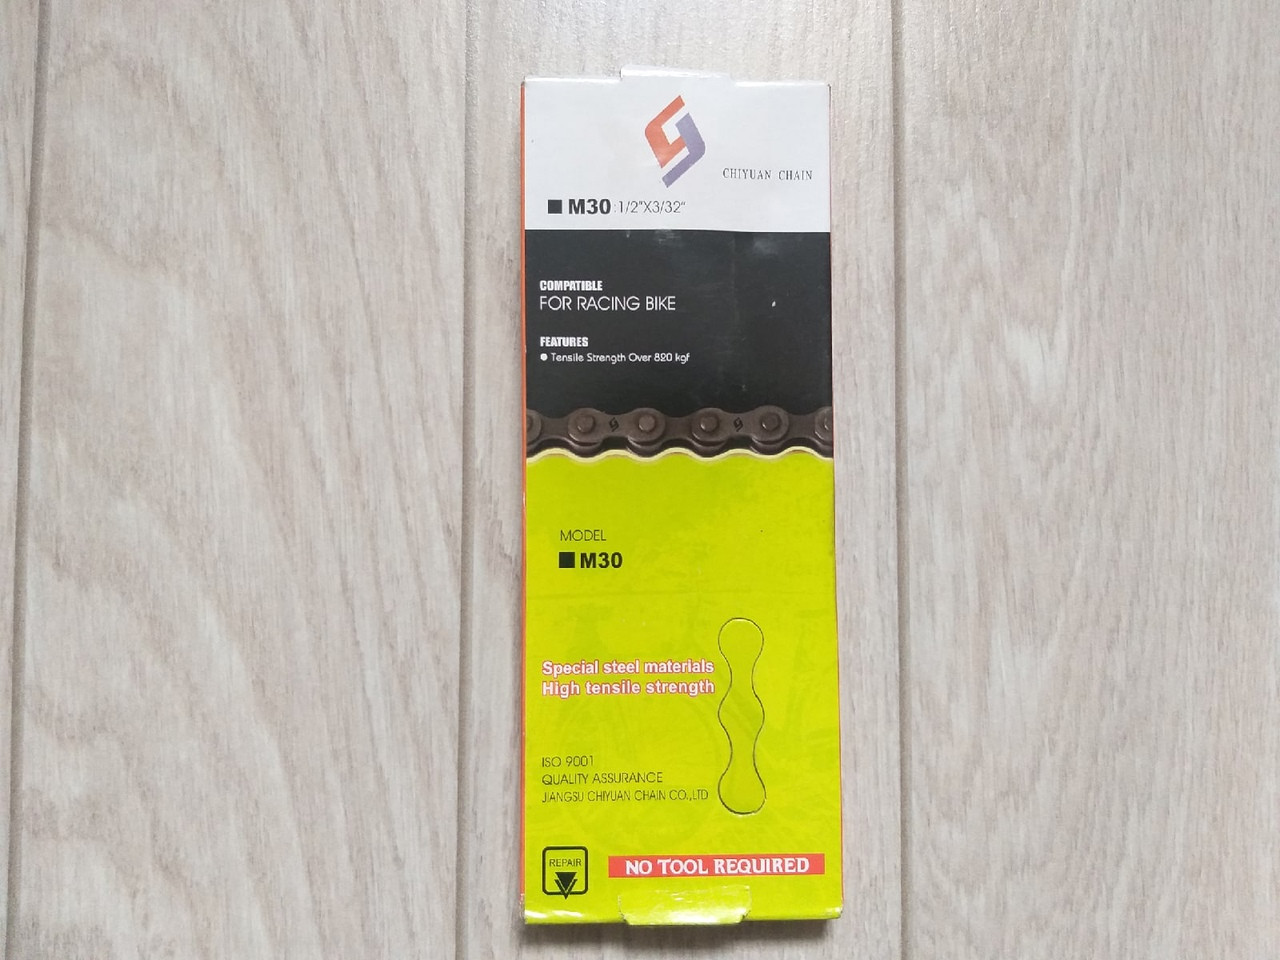 CHIYUAN CHAIN
M30:1/2"X3/32"
COMPATIBLE
FOR RACING BIKE
FEATURES
Tensile Strength Over 820 kgf
MODEL
M30
Special steel materials
High tensile strength
ISO 9001
QUALITY ASSURANCE
JIANGSU CHIYUAN CHAIN CO.,LTD
REPAIR
NO TOOL REQUIRED